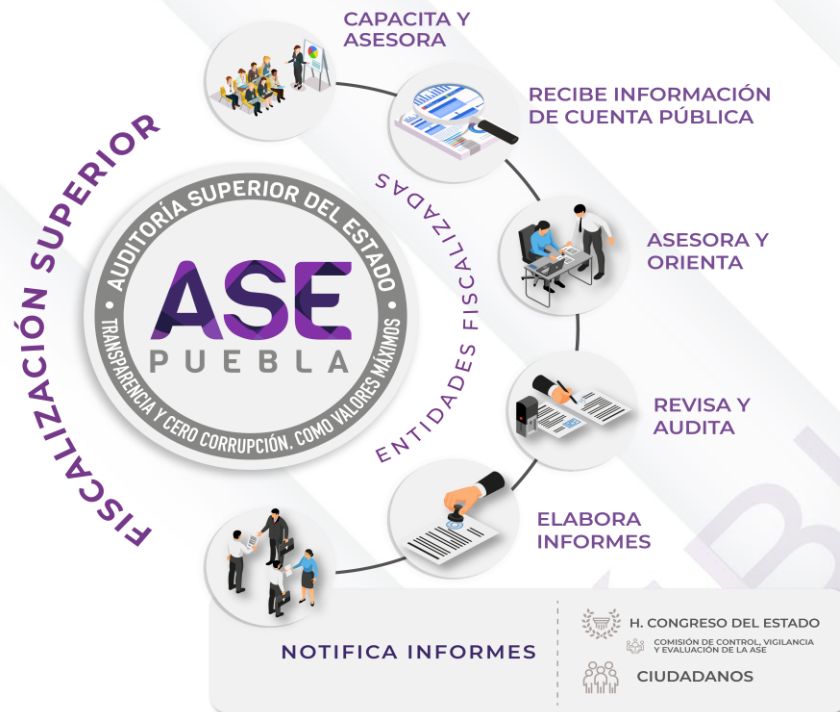 CAPACITA Y
ASESORA
RECIBE INFORMACIÓN
DE CUENTA PÚBLICA
ASESORA Y
ORIENTA
REVISA Y
AUDITA
ELABORA
INFORMES
NOTIFICA INFORMES
H. CONGRESO DEL ESTADO
COMISIÓN DE CONTROL, VIGILANCIA
Y EVALUACIÓN DE LA ASE
CIUDADANOS
FISCALIZACIÓN SUPERIOR
AUDITORÍA SUPERIOR DEL ESTADO
ASE
PUEBLA
TRANSPARENCIA Y CERO CORRUPCIÓN. COMO VALORES MÁXIMOS
ENTIDADES FISCALIZADAS